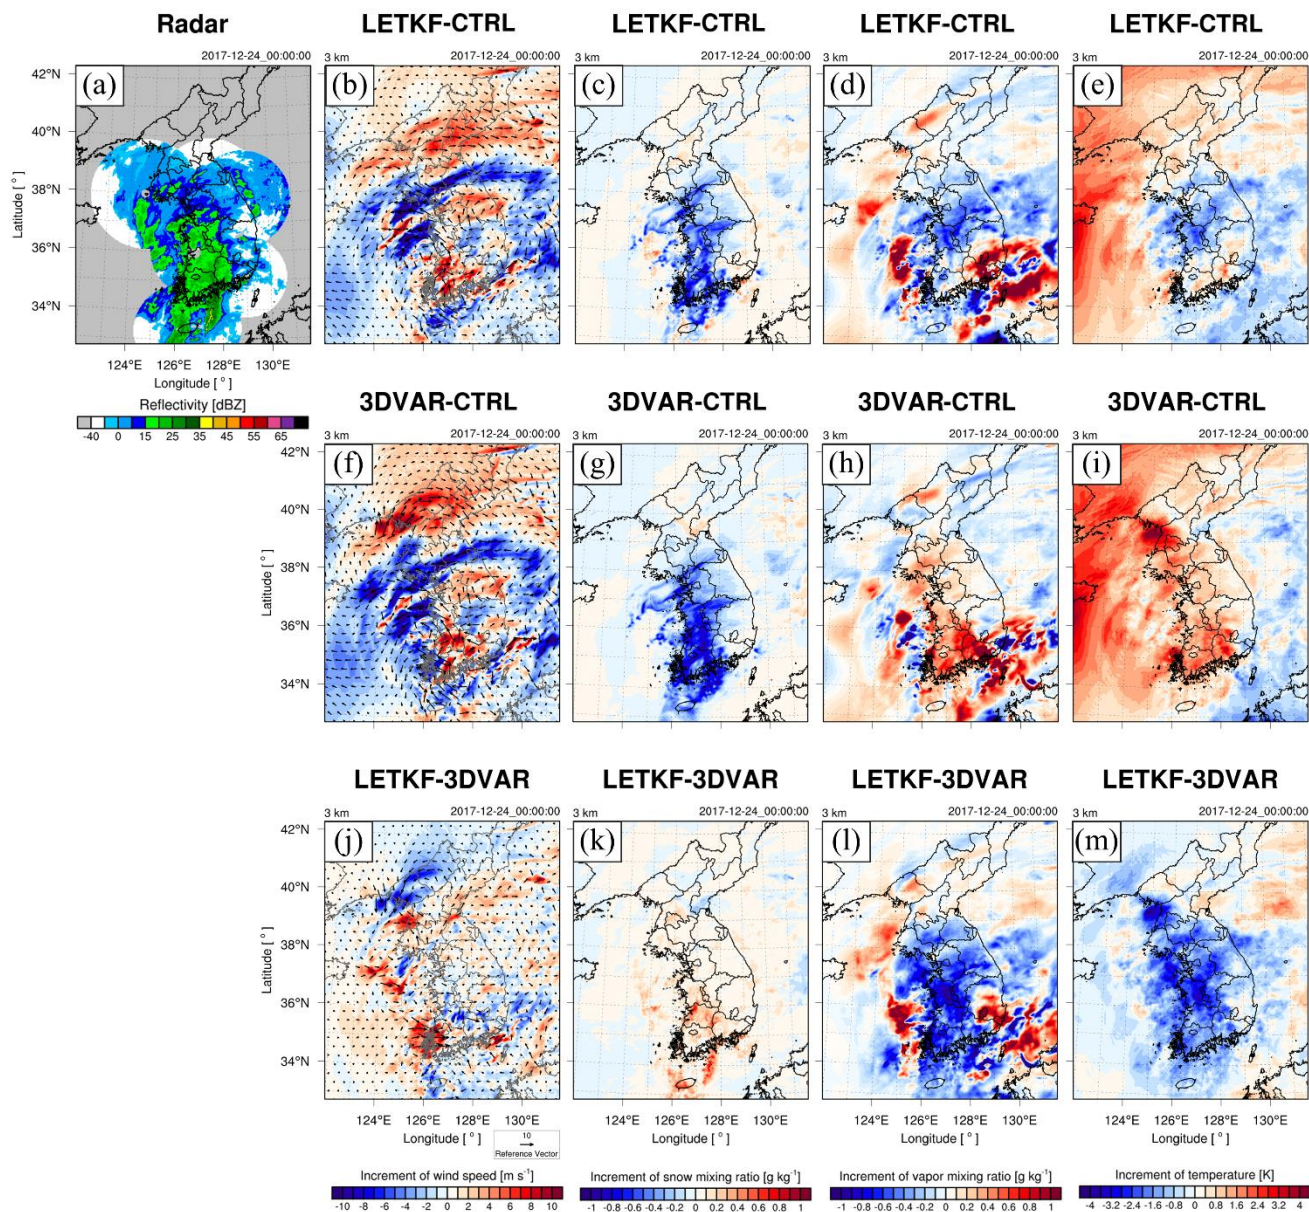 Radar LETKF-CTRL LETKF-CTRL LETKF-CTRL LETKF-CTRL
2017-12-24_00:00:00 3 km 2017-12-24_00:00:00 3 km 2017-12-24_00:00:00 3 km 2017-12-24_00:00:00 3 km 2017-12-24_00:00:00
(a) (b) (c) (d) (e)
42°N
40°N
Latitude [ ° ]
38°N
36°N
34°N
124°E 126°E 128°E 130°E
Longitude [ ° ]
Reflectivity [dBZ]
-40 0 15 25 35 45 55 65
3DVAR-CTRL 3DVAR-CTRL 3DVAR-CTRL 3DVAR-CTRL
3 km 2017-12-24_00:00:00 3 km 2017-12-24_00:00:00 3 km 2017-12-24_00:00:00 3 km 2017-12-24_00:00:00
(f) (g) (h) (i)
42°N
40°N
Latitude [ ° ]
38°N
36°N
34°N
LETKF-3DVAR LETKF-3DVAR LETKF-3DVAR LETKF-3DVAR
3 km 2017-12-24_00:00:00 3 km 2017-12-24_00:00:00 3 km 2017-12-24_00:00:00 3 km 2017-12-24_00:00:00
(j) (k) (l) (m)
42°N
40°N
Latitude [ ° ]
38°N
36°N
34°N
124°E 126°E 128°E 130°E 124°E 126°E 128°E 130°E 124°E 126°E 128°E 130°E 124°E 126°E 128°E 130°E
Longitude [ ° ] Longitude [ ° ] Longitude [ ° ] Longitude [ ° ]
10
Reference Vector
Increment of wind speed [m s⁻¹] Increment of snow mixing ratio [g kg⁻¹] Increment of vapor mixing ratio [g kg⁻¹] Increment of temperature [K]
-10 -8 -6 -4 -2 0 2 4 6 8 10 -1 -0.8 -0.6 -0.4 -0.2 0 0.2 0.4 0.6 0.8 1 -1 -0.8 -0.6 -0.4 -0.2 0 0.2 0.4 0.6 0.8 1 -4 -3.2 -2.4 -1.6 -0.8 0 0.8 1.6 2.4 3.2 4